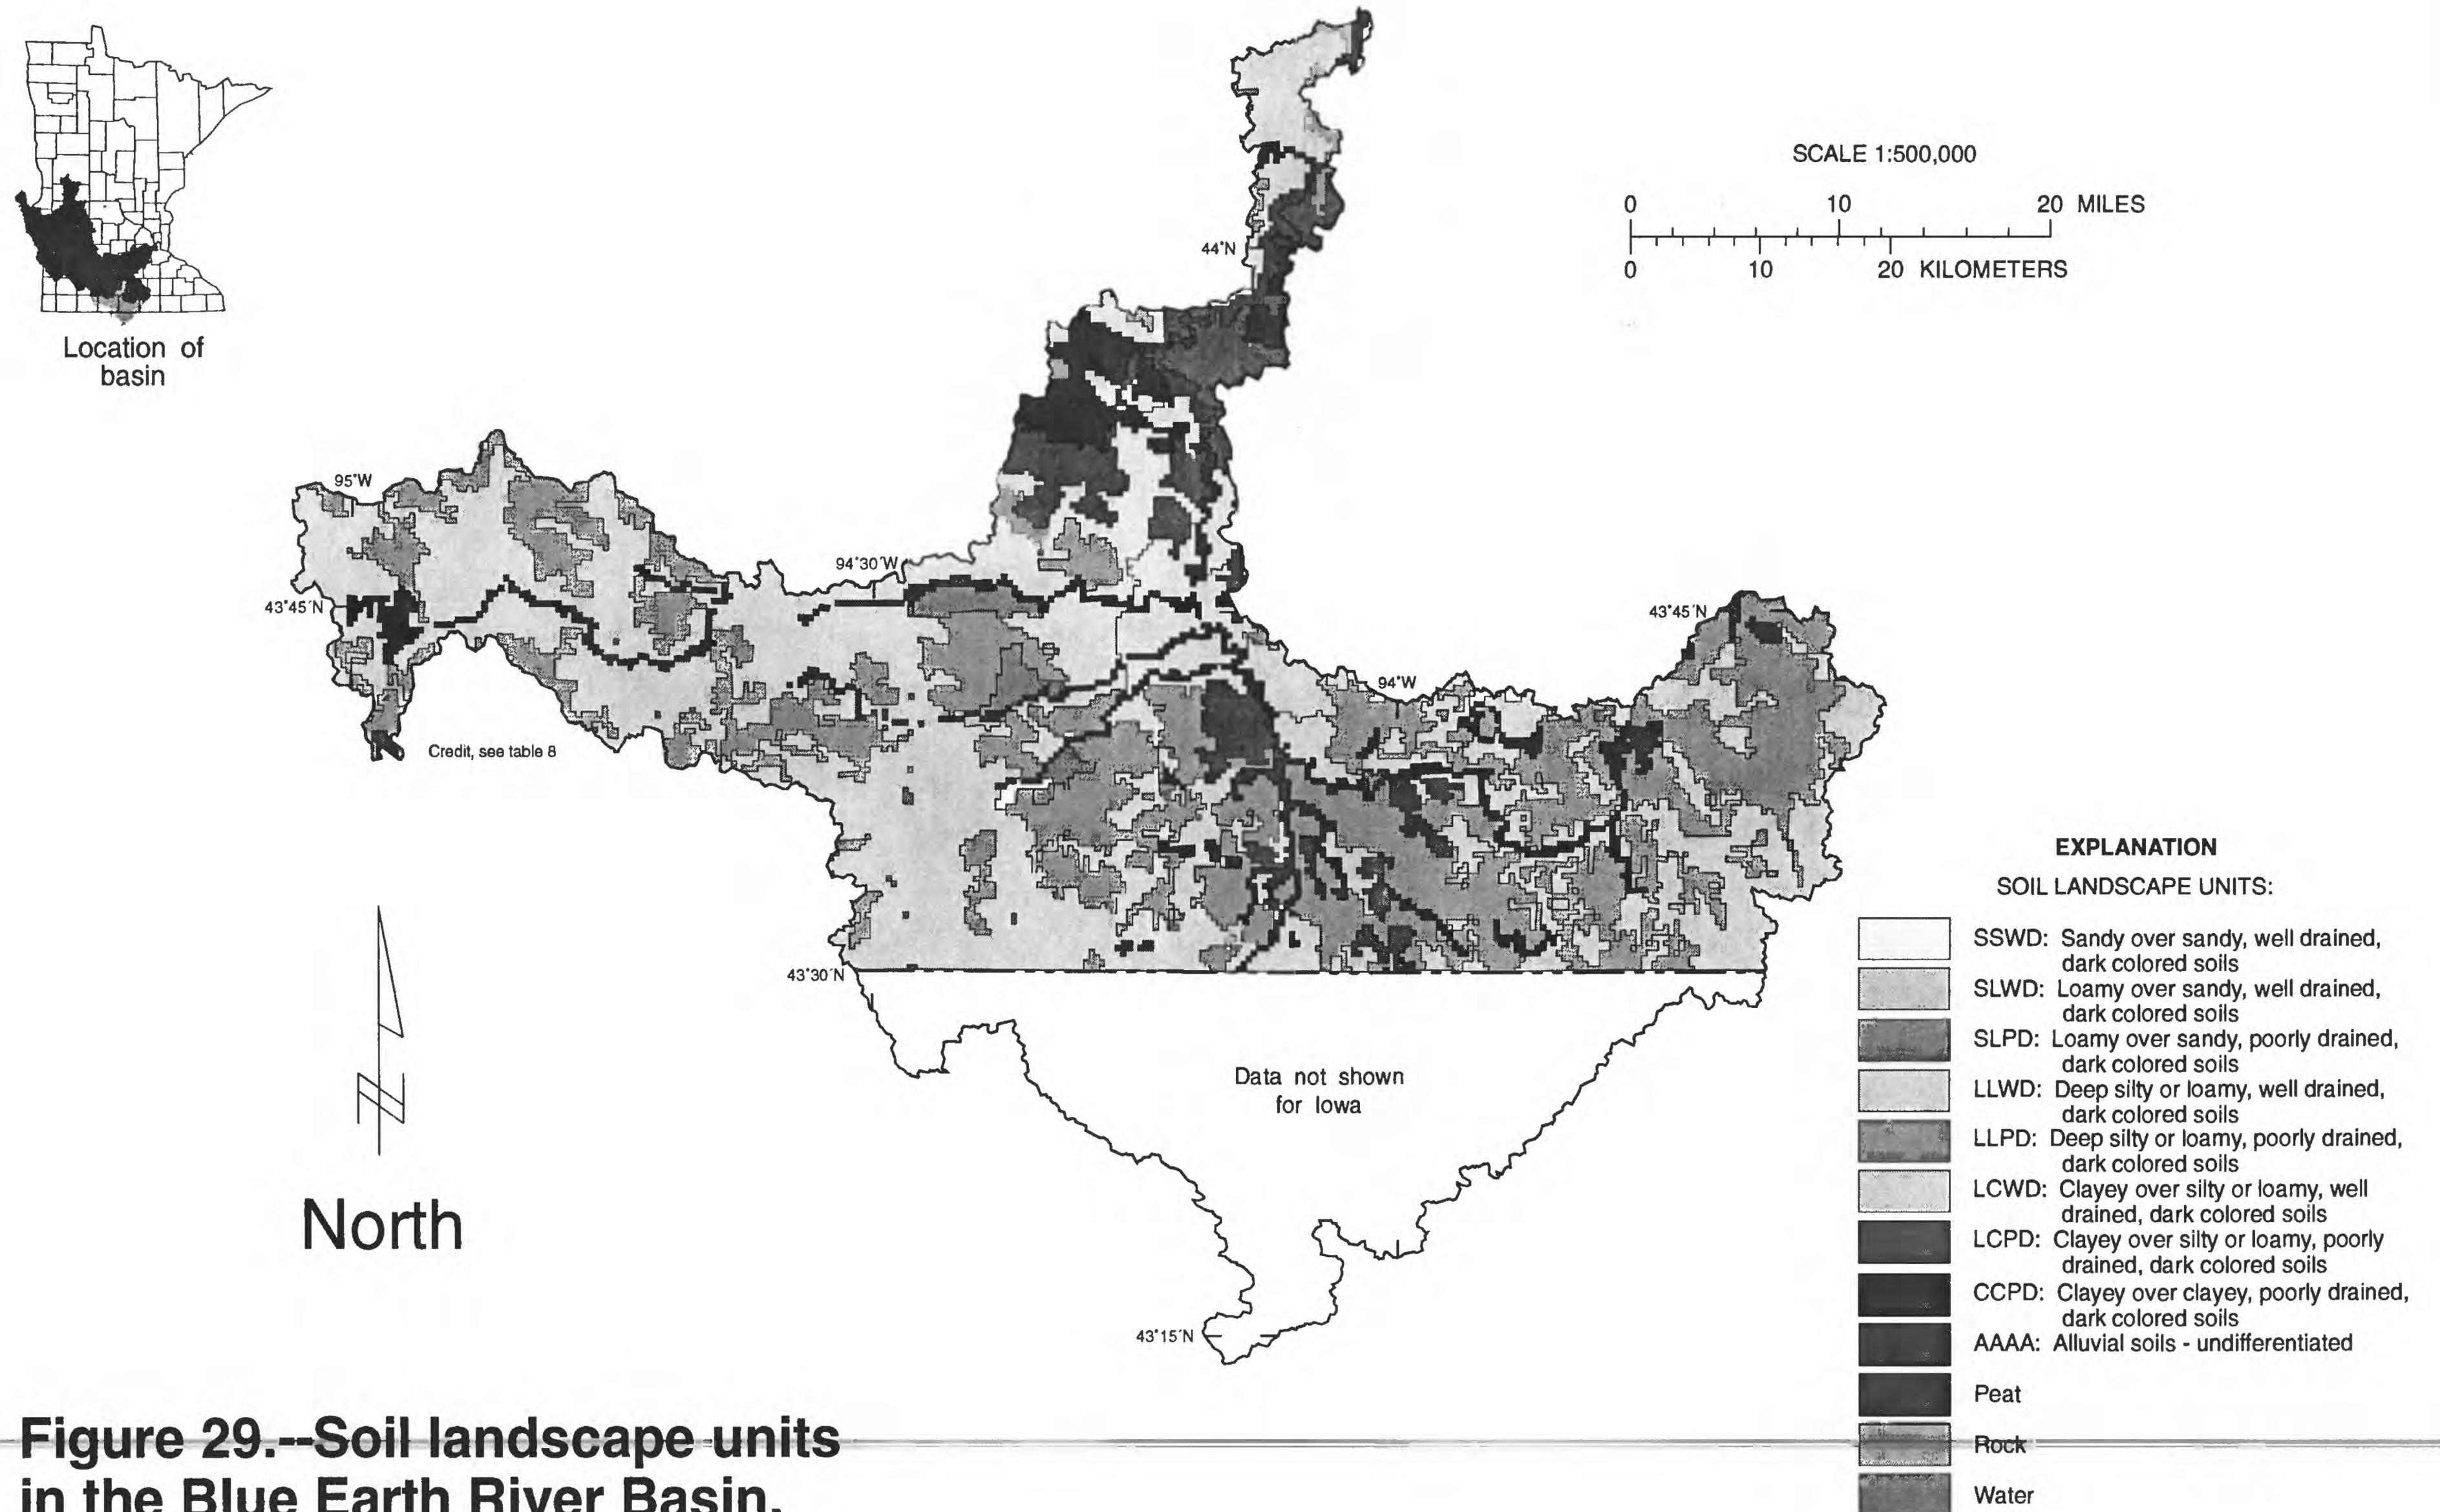 SCALE 1:500,000
0 10 20 MILES
0 10 20 KILOMETERS
44°N
Location of
basin
95°W
94°30´W
43°45´N
43°45´N
94°W
Credit, see table 8
43°30´N
Data not shown
for Iowa
North
43°15´N
EXPLANATION
SOIL LANDSCAPE UNITS:
SSWD: Sandy over sandy, well drained,
dark colored soils
SLWD: Loamy over sandy, well drained,
dark colored soils
SLPD: Loamy over sandy, poorly drained,
dark colored soils
LLWD: Deep silty or loamy, well drained,
dark colored soils
LLPD: Deep silty or loamy, poorly drained,
dark colored soils
LCWD: Clayey over silty or loamy, well
drained, dark colored soils
LCPD: Clayey over silty or loamy, poorly
drained, dark colored soils
CCPD: Clayey over clayey, poorly drained,
dark colored soils
AAAA: Alluvial soils - undifferentiated
Peat
Rock
Water
Figure 29.--Soil landscape units
in the Blue Earth River Basin.